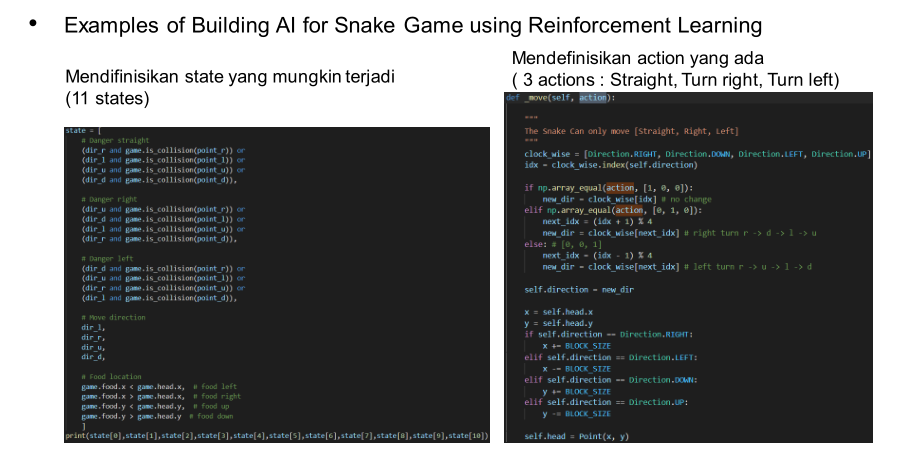 • Examples of Building AI for Snake Game using Reinforcement Learning
Mendifinisikan state yang mungkin terjadi
(11 states)
state = [
# Danger straight
(dir_r and game.is_collision(point_r)) or
(dir_l and game.is_collision(point_l)) or
(dir_u and game.is_collision(point_u)) or
(dir_d and game.is_collision(point_d)),
# Danger right
(dir_u and game.is_collision(point_r)) or
(dir_d and game.is_collision(point_l)) or
(dir_l and game.is_collision(point_u)) or
(dir_r and game.is_collision(point_d)),
# Danger left
(dir_d and game.is_collision(point_r)) or
(dir_u and game.is_collision(point_l)) or
(dir_r and game.is_collision(point_u)) or
(dir_l and game.is_collision(point_d)),
# Move direction
dir_l,
dir_r,
dir_u,
dir_d,
# Food location
game.food.x < game.head.x, # food left
game.food.x > game.head.x, # food right
game.food.y < game.head.y, # food up
game.food.y > game.head.y # food down
]
print(state[0],state[1],state[2],state[3],state[4],state[5],state[6],state[7],state[8],state[9],state[10])
Mendefinisikan action yang ada
( 3 actions : Straight, Turn right, Turn left)
def _move(self, action):
"""
The Snake Can only move [Straight, Right, Left]
"""
clock_wise = [Direction.RIGHT, Direction.DOWN, Direction.LEFT, Direction.UP]
idx = clock_wise.index(self.direction)
if np.array_equal(action, [1, 0, 0]):
new_dir = clock_wise[idx] # no change
elif np.array_equal(action, [0, 1, 0]):
next_idx = (idx + 1) % 4
new_dir = clock_wise[next_idx] # right turn r -> d -> l -> u
else: # [0, 0, 1]
next_idx = (idx - 1) % 4
new_dir = clock_wise[next_idx] # left turn r -> u -> l -> d
self.direction = new_dir
x = self.head.x
y = self.head.y
if self.direction == Direction.RIGHT:
x += BLOCK_SIZE
elif self.direction == Direction.LEFT:
x -= BLOCK_SIZE
elif self.direction == Direction.DOWN:
y += BLOCK_SIZE
elif self.direction == Direction.UP:
y -= BLOCK_SIZE
self.head = Point(x, y)